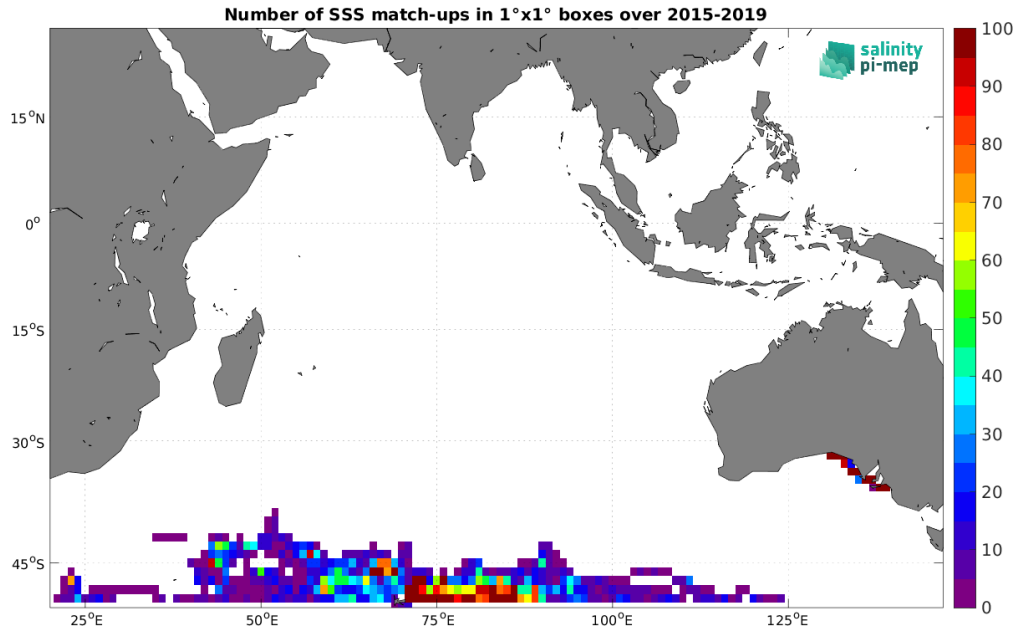 Number of SSS match-ups in 1°x1° boxes over 2015-2019
salinity
pi-mep
100
90
80
70
60
50
40
30
20
10
0
15°N
0°
15°S
30°S
45°S
25°E
50°E
75°E
100°E
125°E